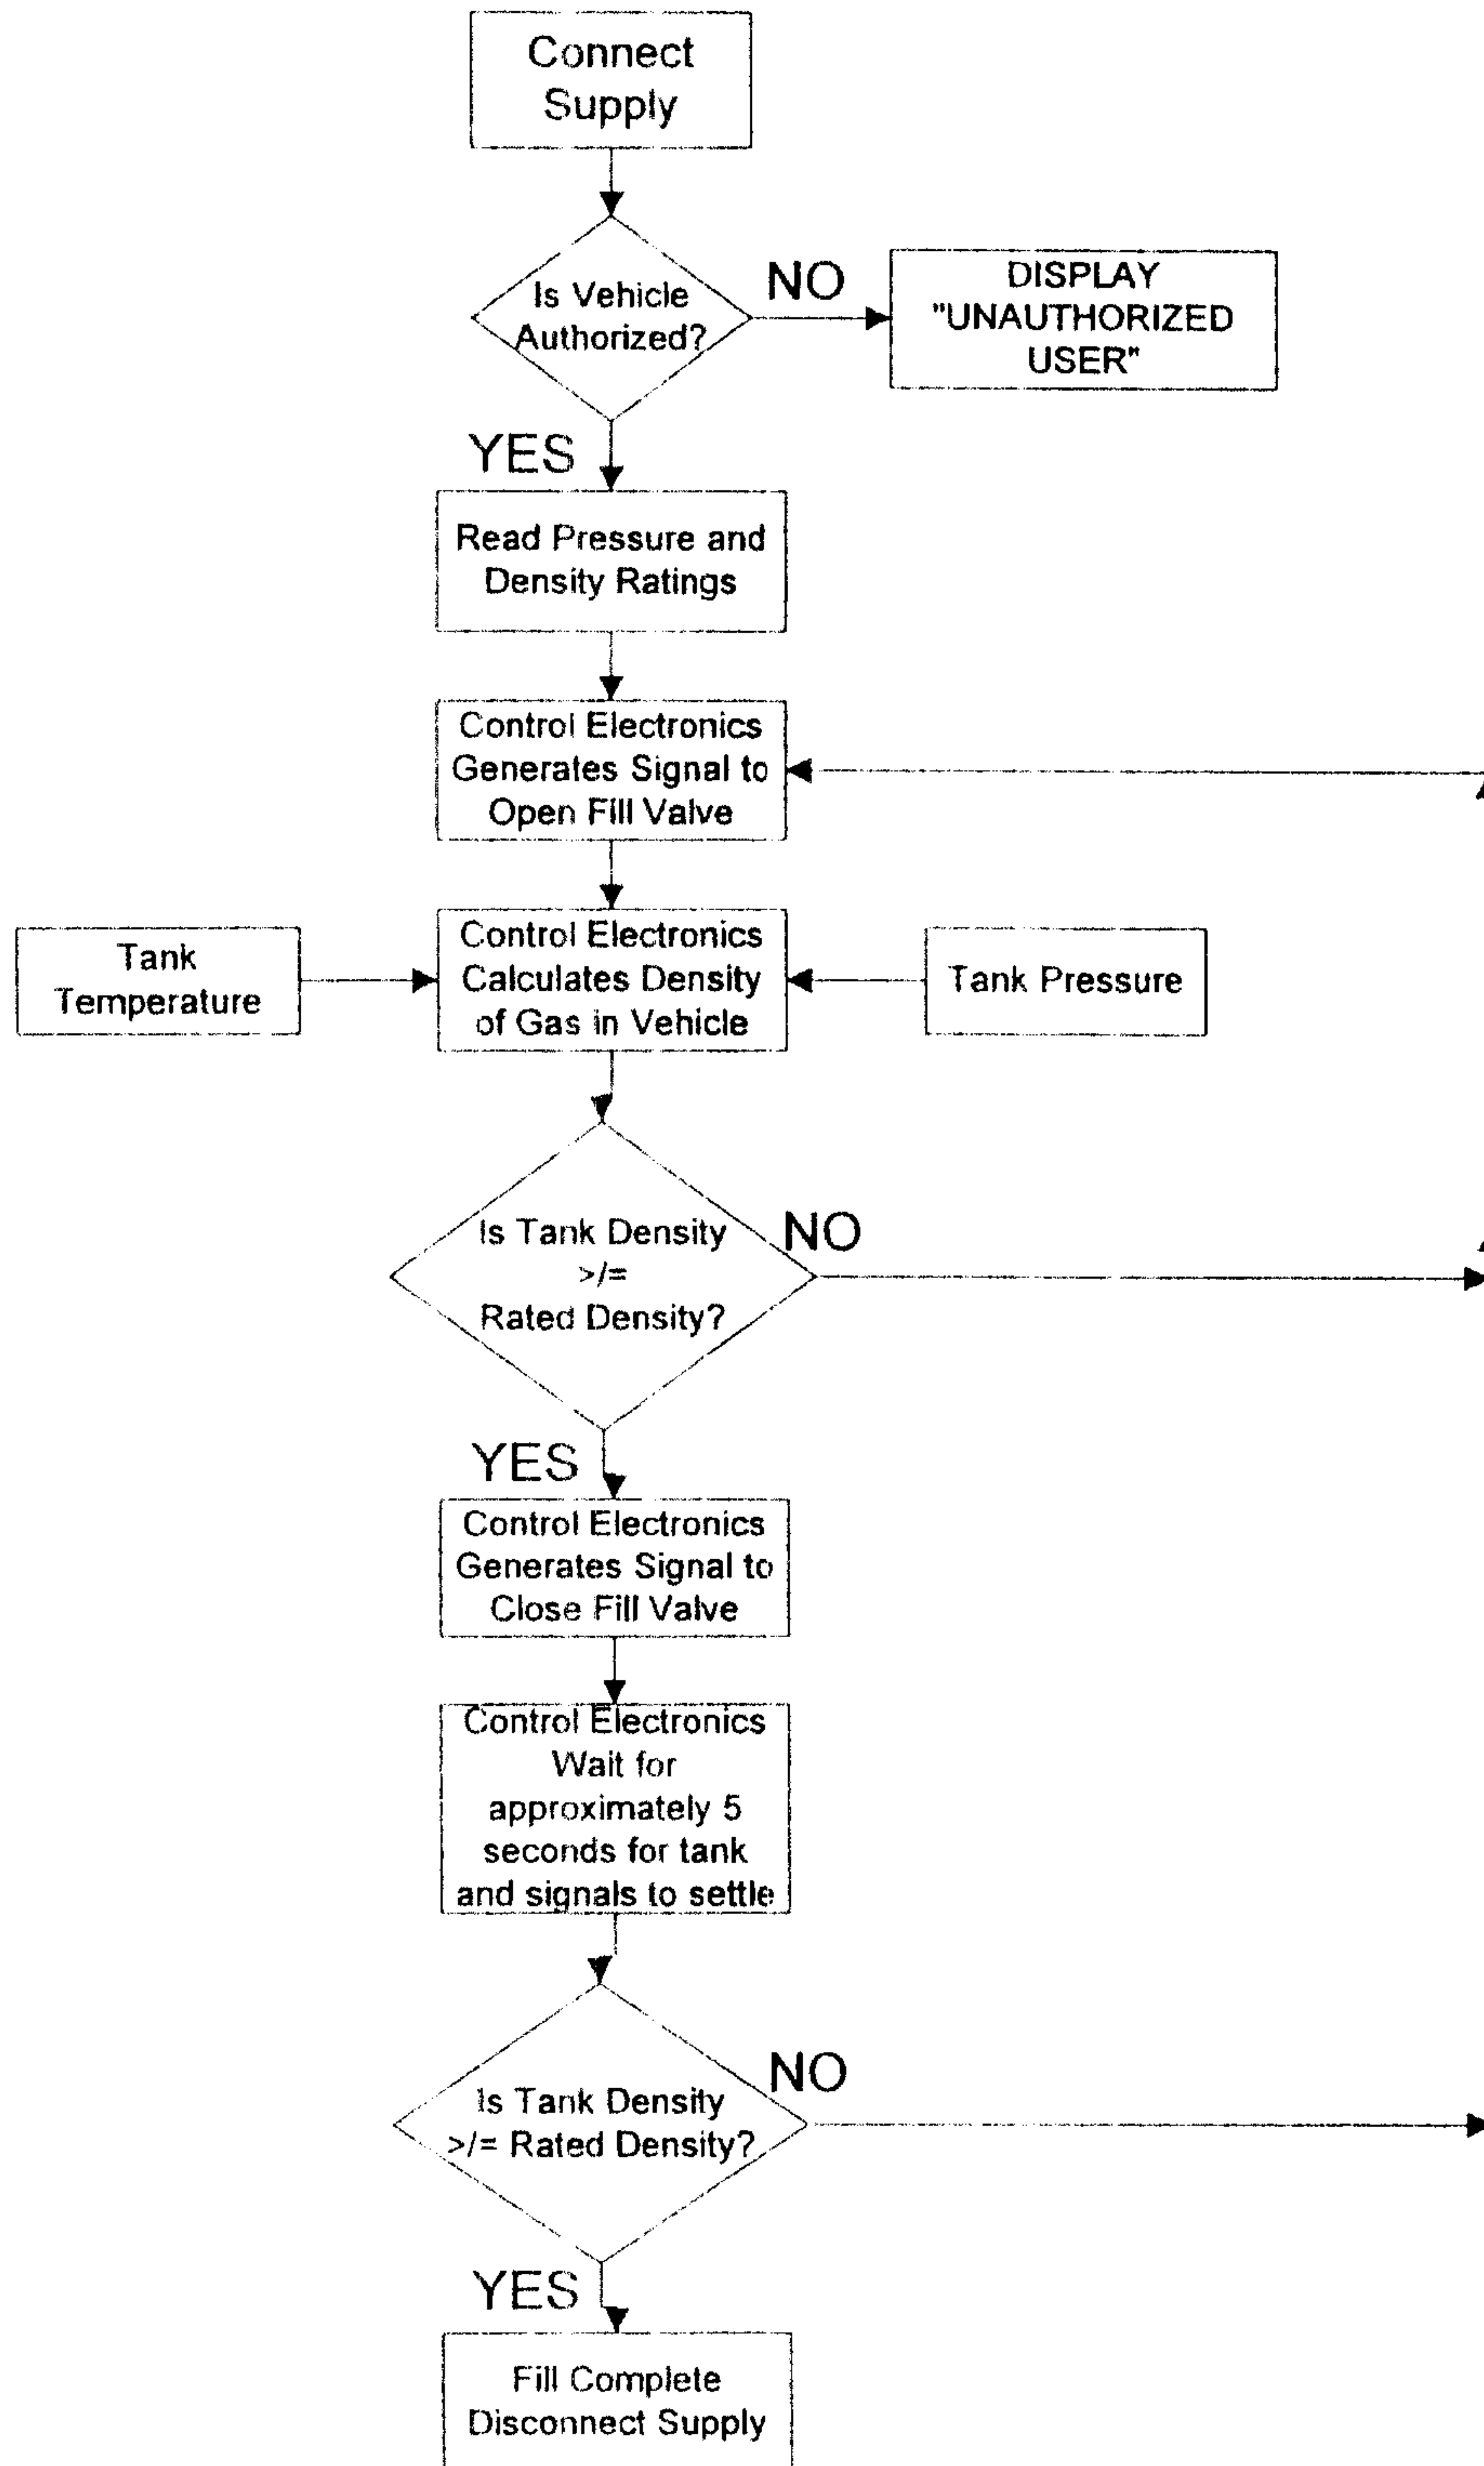 Connect
Supply
Is Vehicle
Authorized?
NO
DISPLAY
"UNAUTHORIZED
USER"
YES
Read Pressure and
Density Ratings
Control Electronics
Generates Signal to
Open Fill Valve
Tank
Temperature
Control Electronics
Calculates Density
of Gas in Vehicle
Tank Pressure
Is Tank Density
>/=
Rated Density?
NO
YES
Control Electronics
Generates Signal to
Close Fill Valve
Control Electronics
Wait for
approximately 5
seconds for tank
and signals to settle
Is Tank Density
>/= Rated Density?
NO
YES
Fill Complete
Disconnect Supply